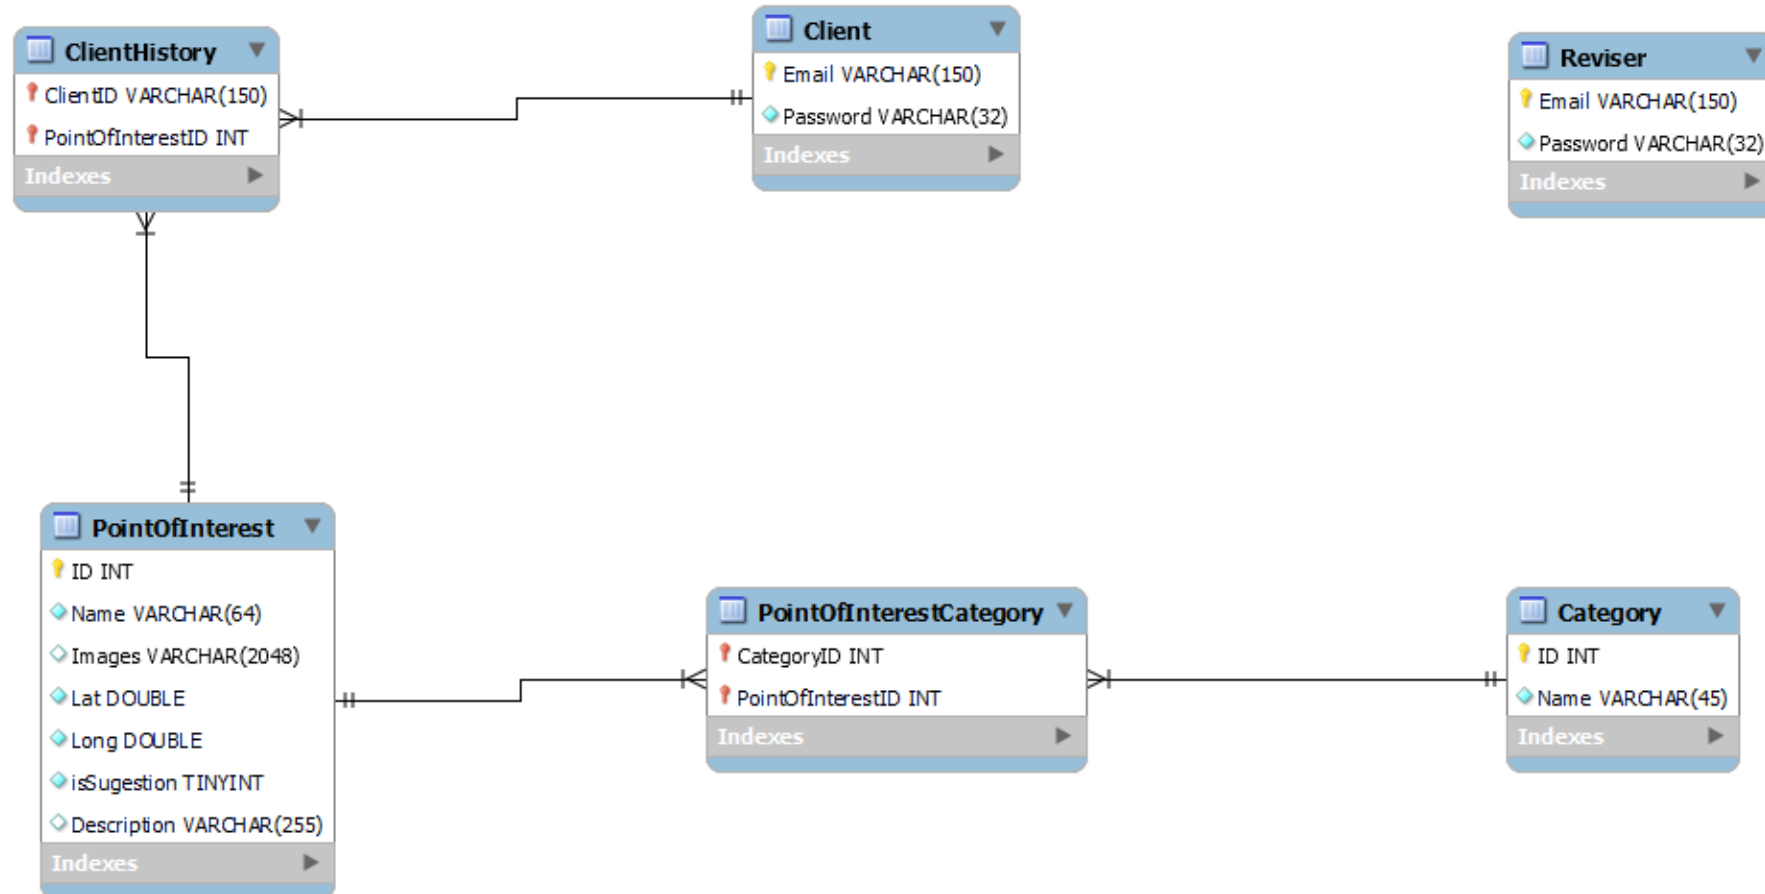 ClientHistory
ClientID VARCHAR(150)
PointOfInterestID INT
Indexes
Client
Email VARCHAR(150)
Password VARCHAR(32)
Indexes
Reviser
Email VARCHAR(150)
Password VARCHAR(32)
Indexes
PointOfInterest
ID INT
Name VARCHAR(64)
Images VARCHAR(2048)
Lat DOUBLE
Long DOUBLE
isSugestion TINYINT
Description VARCHAR(255)
Indexes
PointOfInterestCategory
CategoryID INT
PointOfInterestID INT
Indexes
Category
ID INT
Name VARCHAR(45)
Indexes